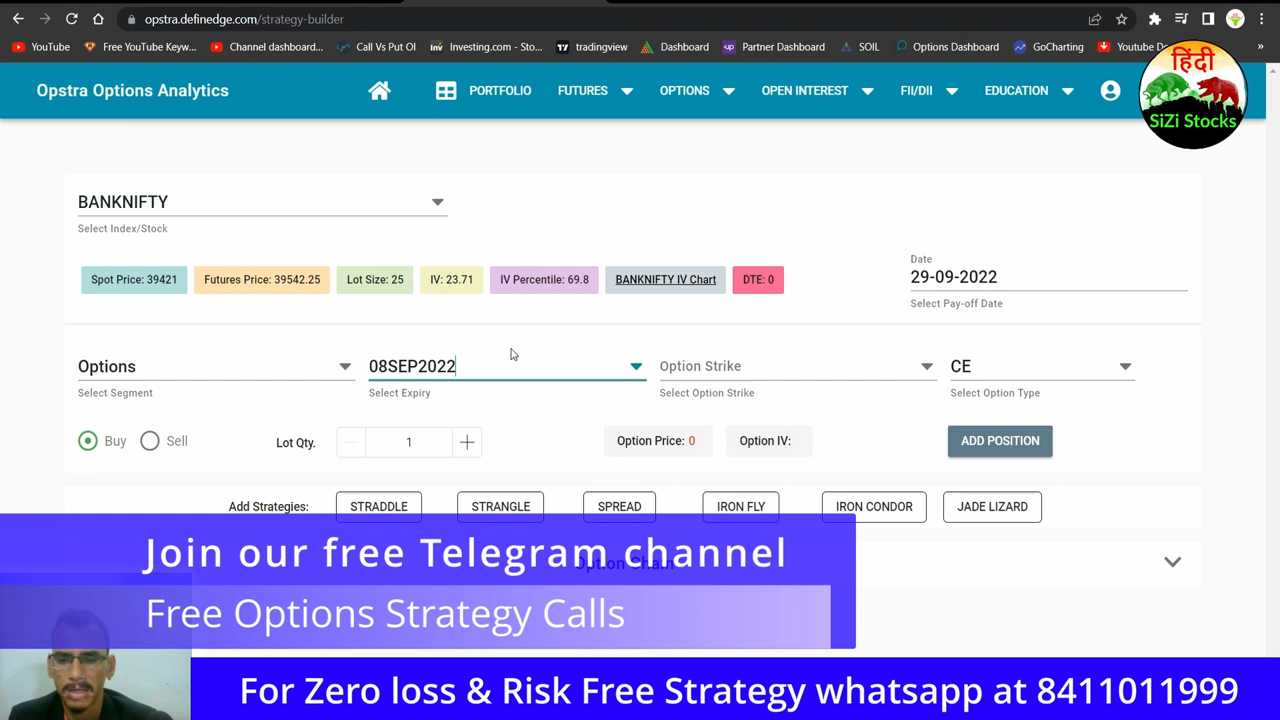 opstra.definedge.com/strategy-builder
YouTube
Free YouTube Keyw...
Channel dashboard...
Call Vs Put OI
Investing.com - Sto...
tradingview
Dashboard
Partner Dashboard
SOIL
Options Dashboard
GoCharting
Youtube
»
Opstra Options Analytics
PORTFOLIO
FUTURES
OPTIONS
OPEN INTEREST
FII/DII
EDUCATION
हिंदी
SiZi Stocks
BANKNIFTY
Select Index/Stock
Spot Price: 39421
Futures Price: 39542.25
Lot Size: 25
IV: 23.71
IV Percentile: 69.8
BANKNIFTY IV Chart
DTE: 0
Date
29-09-2022
Select Pay-off Date
Options
08SEP2022
Option Strike
CE
Select Segment
Select Expiry
Select Option Strike
Select Option Type
Buy
Sell
Lot Qty.
1
Option Price: 0
Option IV:
ADD POSITION
Add Strategies:
STRADDLE
STRANGLE
SPREAD
IRON FLY
IRON CONDOR
JADE LIZARD
Option Chain
Join our free Telegram channel
Free Options Strategy Calls
For Zero loss & Risk Free Strategy whatsapp at 8411011999